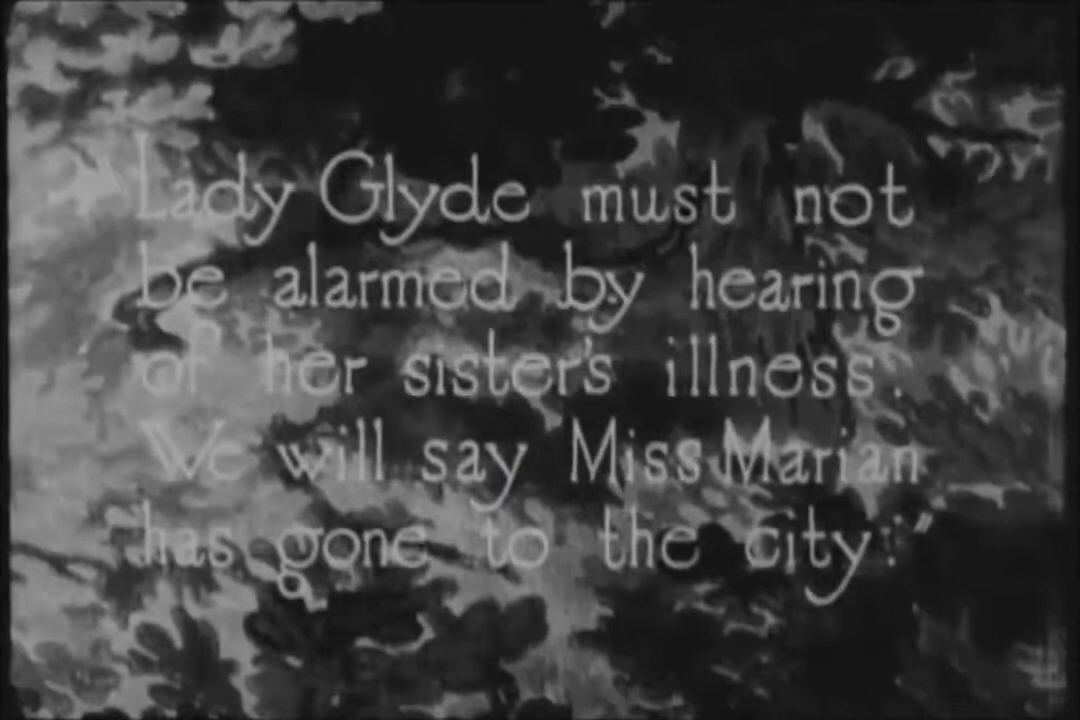 "Lady Glyde must not
be alarmed by hearing
of her sister's illness.
We will say Miss Marian
has gone to the city."